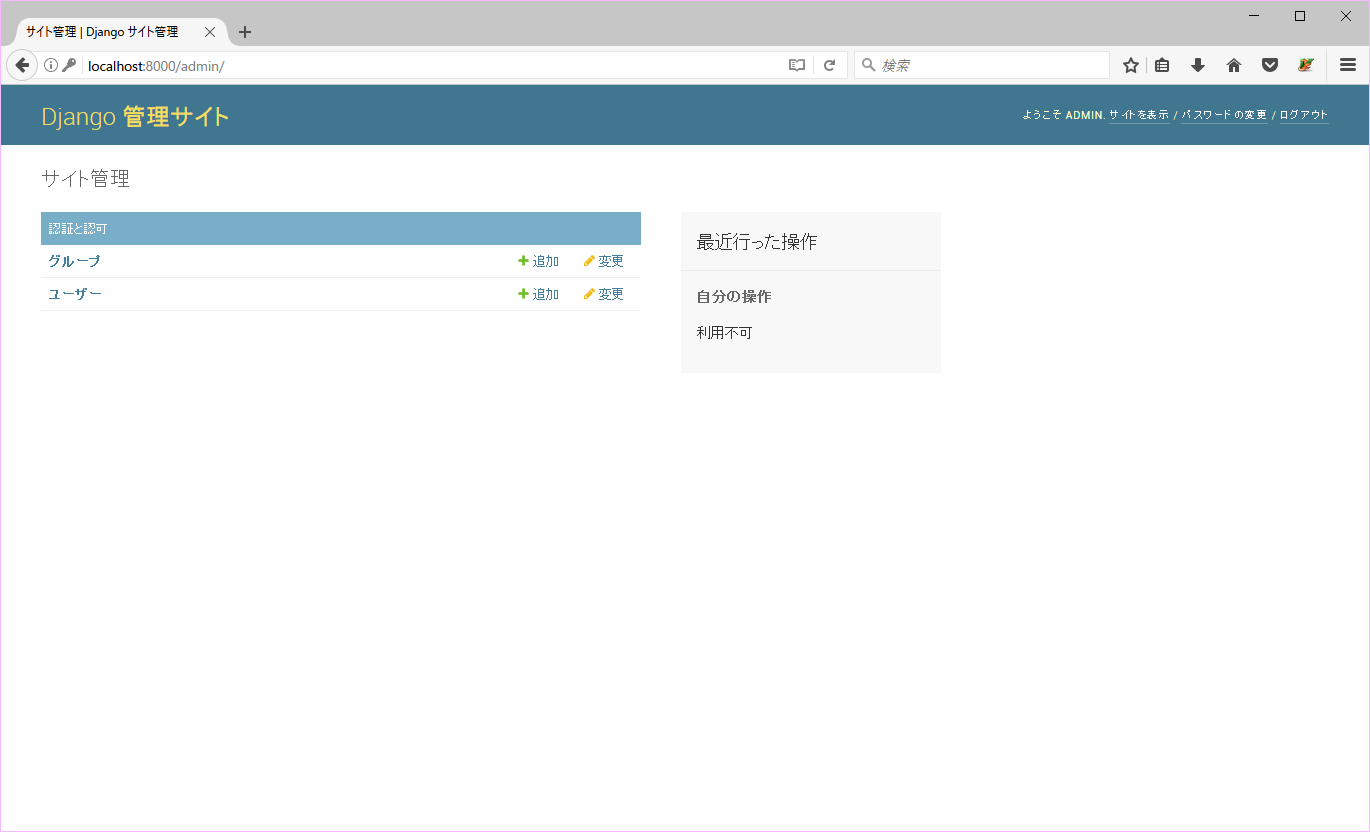 サイト管理 | Django サイト管理
localhost:8000/admin/
検索
Django 管理サイト
ようこそ ADMIN. サイトを表示 / パスワードの変更 / ログアウト
サイト管理
認証と認可
グループ 追加 変更
ユーザー 追加 変更
最近行った操作
自分の操作
利用不可